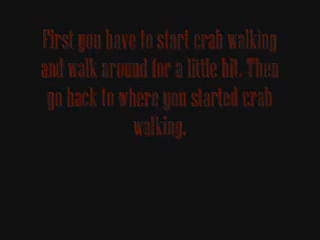 First you have to start crab walking
and walk around for a little bit. Then
go back to where you started crab
walking.